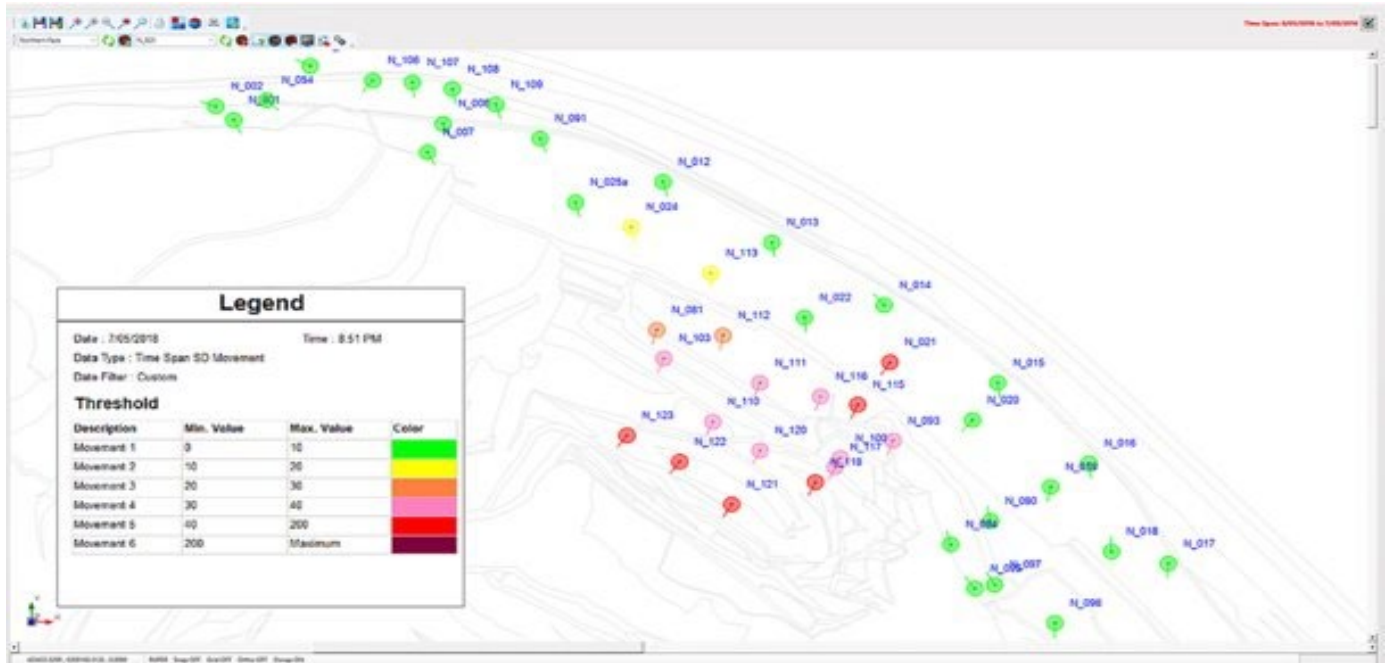 Northern Face
N_106
N_107
N_108
N_109
N_002
N_054
N_007
N_091
N_012
N_025a
N_024
N_013
N_113
N_014
N_022
N_081
N_112
N_103
N_021
N_111
N_116
N_115
N_015
N_110
N_020
N_123
N_122
N_120
N_093
N_117
N_016
N_121
N_090
N_018
N_017
N_097
N_096
Legend
Date : 7/05/2018 Time : 8:51 PM
Data Type : Time Span SD Movement
Date Filter : Custom
Threshold
Description Min. Value Max. Value Color
Movement 1 0 10
Movement 2 10 20
Movement 3 20 30
Movement 4 30 40
Movement 5 40 200
Movement 6 200 Maximum